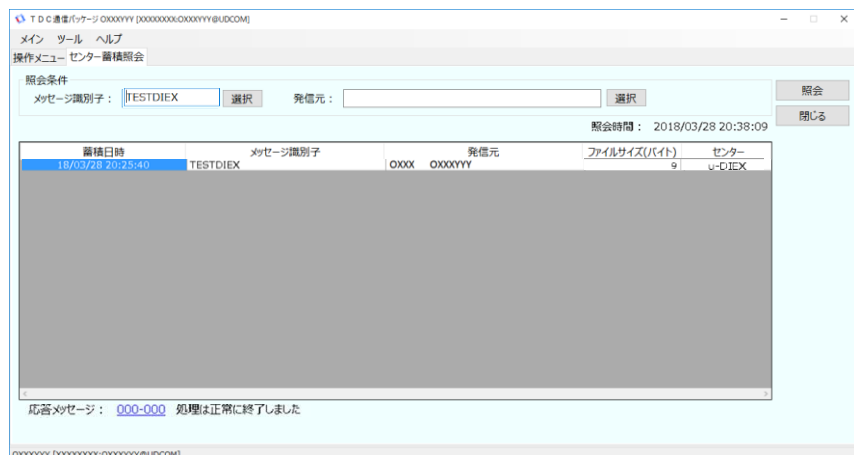 TDC通信パッケージ OXXXYYY [XXXXXXXX:OXXXYYY@UDCOM]
メイン ツール ヘルプ
操作メニュー センター蓄積照会
照会条件
メッセージ識別子： TESTDIEX 選択 発信元： 選択 照会
閉じる
照会時間： 2018/03/28 20:38:09
蓄積日時 メッセージ識別子 発信元 ファイルサイズ(バイト) センター
18/03/28 20:25:40 TESTDIEX OXXX OXXXYYY 9 u-DIEX
応答メッセージ： 000-000 処理は正常に終了しました
OXXXYYY [XXXXXXXX:OXXXYYY@UDCOM]